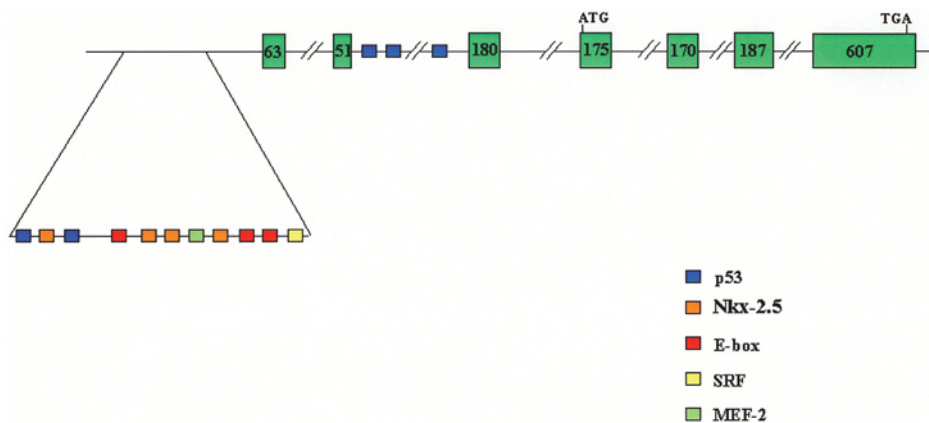 ATG
TGA
63
51
180
175
170
187
607
p53
Nkx-2.5
E-box
SRF
MEF-2